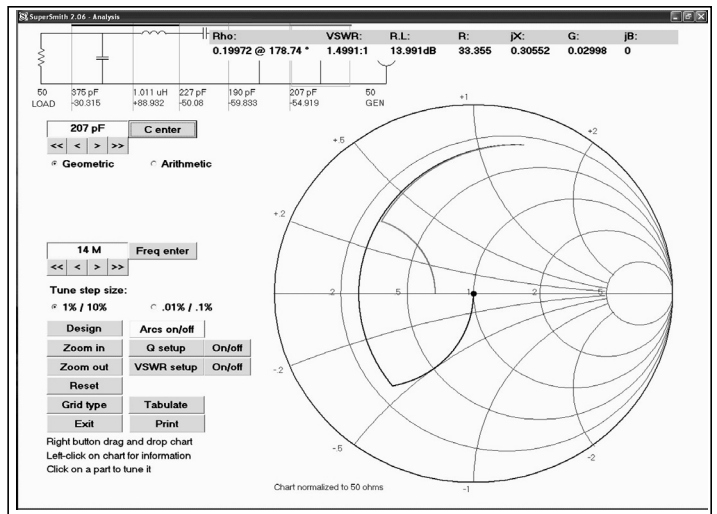 SuperSmith 2.06 - Analysis
Rho: VSWR: R.L: R: jX: G: jB:
0.19972 @ 178.74 * 1.4991:1 13.991dB 33.355 0.30552 0.02998 0
50 375 pF 1.011 uH 227 pF 190 pF 207 pF 50
LOAD -30.315 +88.932 -50.08 -59.833 -54.919 GEN
207 pF C enter
<< < > >>
Geometric Arithmetic
14 M Freq enter
<< < > >>
Tune step size:
1% / 10% .01% / .1%
Design Arcs on/off
Zoom in Q setup On/off
Zoom out VSWR setup On/off
Reset
Grid type Tabulate
Exit Print
Right button drag and drop chart
Left-click on chart for information
Click on a part to tune it
+1
+.5 +2
+.2
.2 .5 1 2 5
-.2
-.5 -2
-1
Chart normalized to 50 ohms